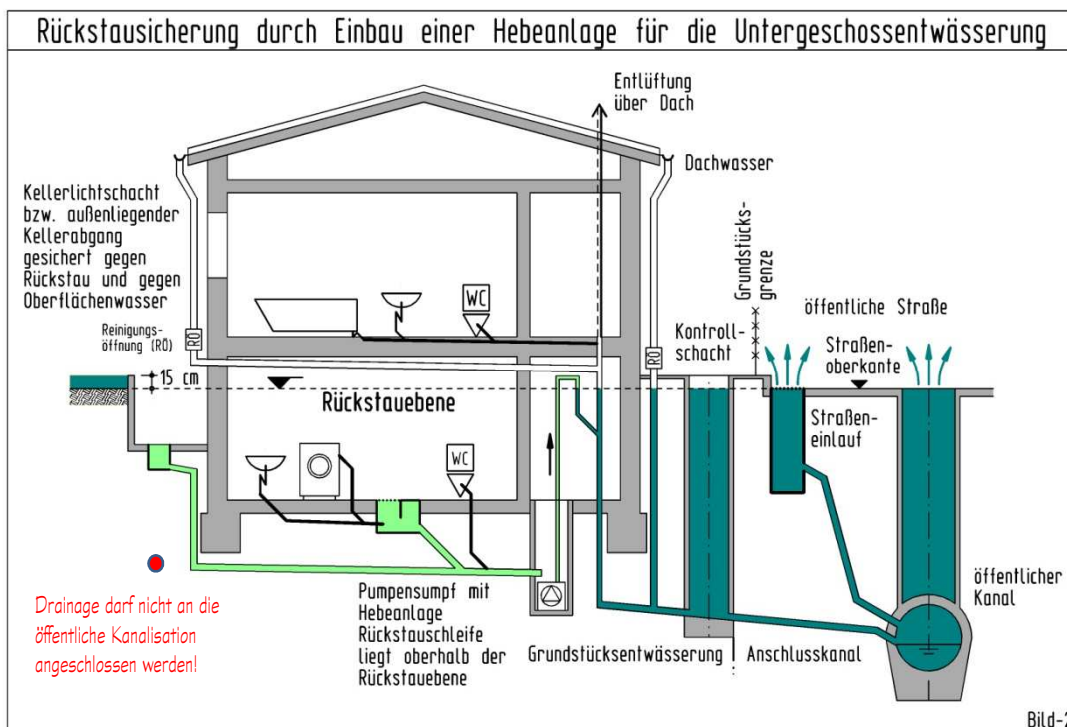 Rückstausicherung durch Einbau einer Hebeanlage für die Untergeschossentwässerung
Entlüftung
über Dach
Dachwasser
Kellerlichtschacht
bzw. außenliegender
Kellerabgang
gesichert gegen
Rückstau und gegen
Oberflächenwasser
Grundstücks-
grenze
WC
öffentliche Straße
Reinigungs-
öffnung (RÖ)
RÖ
RÖ
Kontroll-
schacht
Straßen-
oberkante
15 cm
Rückstauebene
Straßen-
einlauf
WC
öffentlicher
Kanal
Drainage darf nicht an die
öffentliche Kanalisation
angeschlossen werden!
Pumpensumpf mit
Hebeanlage
Rückstauschleife
liegt oberhalb der
Rückstauebene
Grundstücksentwässerung
Anschlusskanal